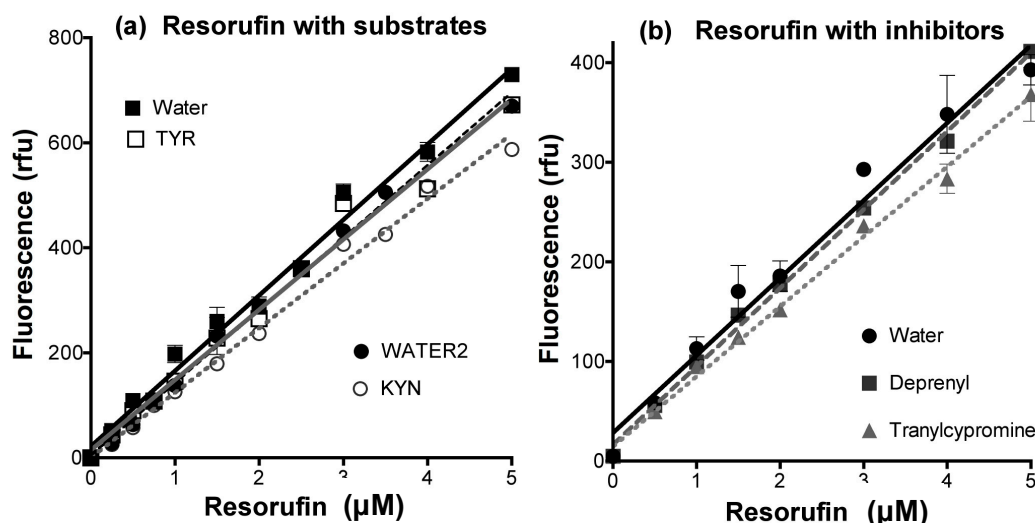 (a) Resorufin with substrates
800
600
400
200
0
Fluorescence (rfu)
Water
TYR
WATER2
KYN
0 1 2 3 4 5
Resorufin (µM)
(b) Resorufin with inhibitors
400
300
200
100
0
Fluorescence (rfu)
Water
Deprenyl
Tranylcypromine
0 1 2 3 4 5
Resorufin (µM)